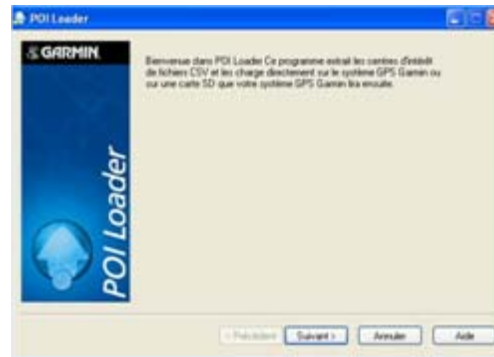 POI Loader
GARMIN
Bienvenue dans POI Loader Ce programme extrait les centres d'intérêt
de fichiers CSV et les charge directement sur le système GPS Garmin ou
sur une carte SD que votre système GPS Garmin lira ensuite.
POI Loader
< Précédent Suivant > Annuler Aide